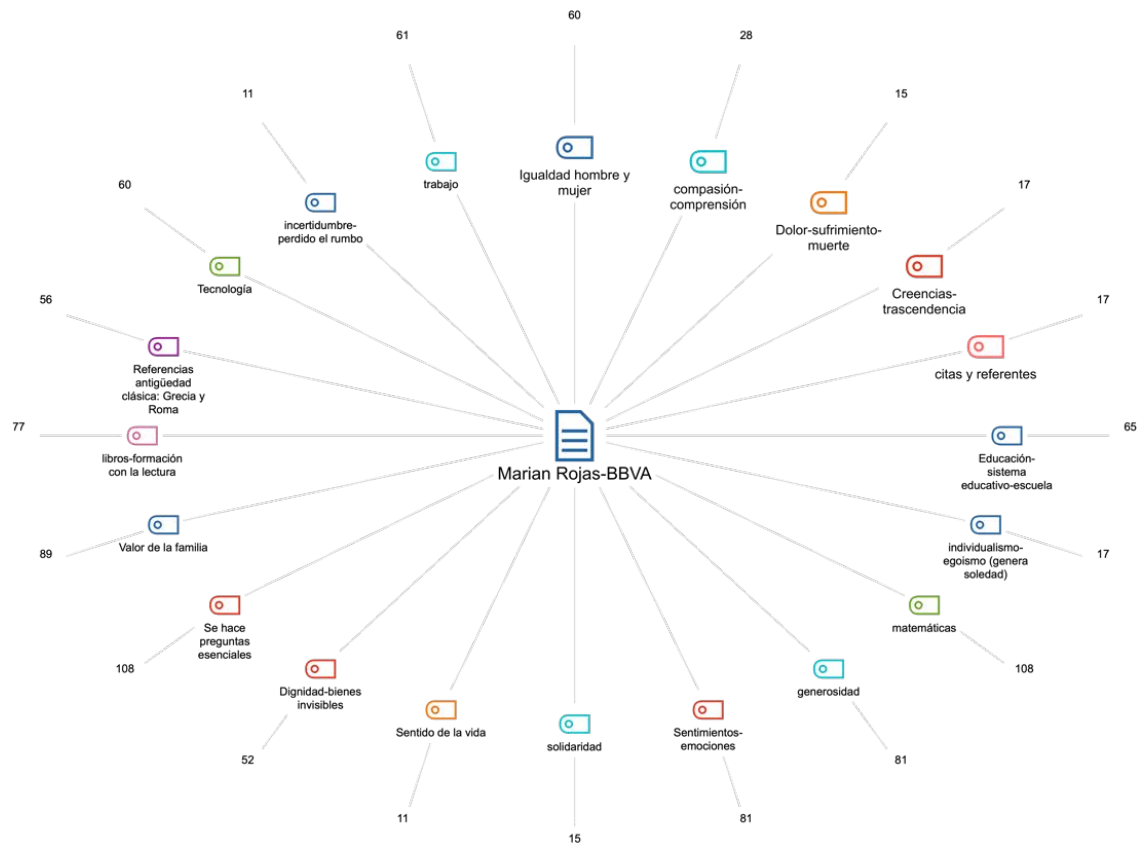 60
61
28
11
15
Igualdad hombre y
mujer
trabajo
compasión-
comprensión
60
17
incertidumbre-
perdido el rumbo
Dolor-sufrimiento-
muerte
Tecnología
Creencias-
trascendencia
56
17
Referencias
antigüedad
clásica: Grecia y
Roma
citas y referentes
77
65
libros-formación
con la lectura
Marian Rojas-BBVA
Educación-
sistema
educativo-escuela
89
Valor de la familia
individualismo-
egoismo (genera
soledad)
17
Se hace
preguntas
esenciales
matemáticas
108
108
Dignidad-bienes
invisibles
generosidad
Sentido de la vida
solidaridad
Sentimientos-
emociones
52
81
11
15
81